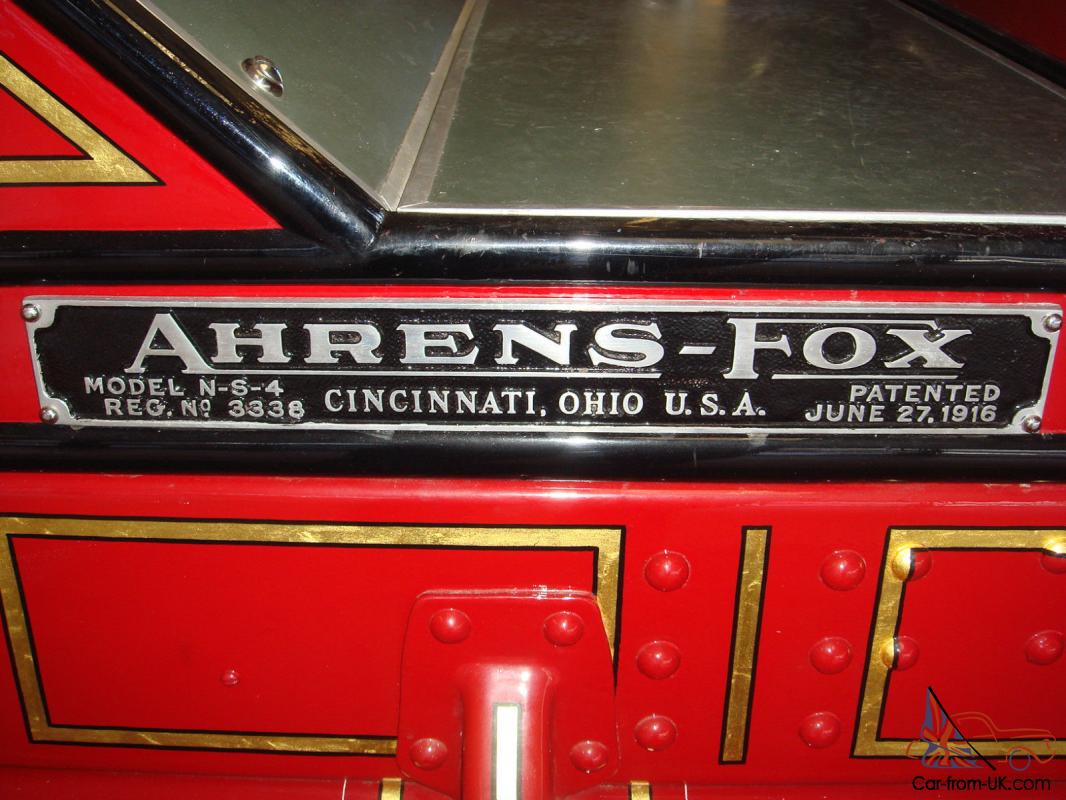 AHRENS-FOX
MODEL N-S-4
REG. Nº 3338
CINCINNATI, OHIO U.S.A.
PATENTED
JUNE 27, 1916
Car-from-UK.com